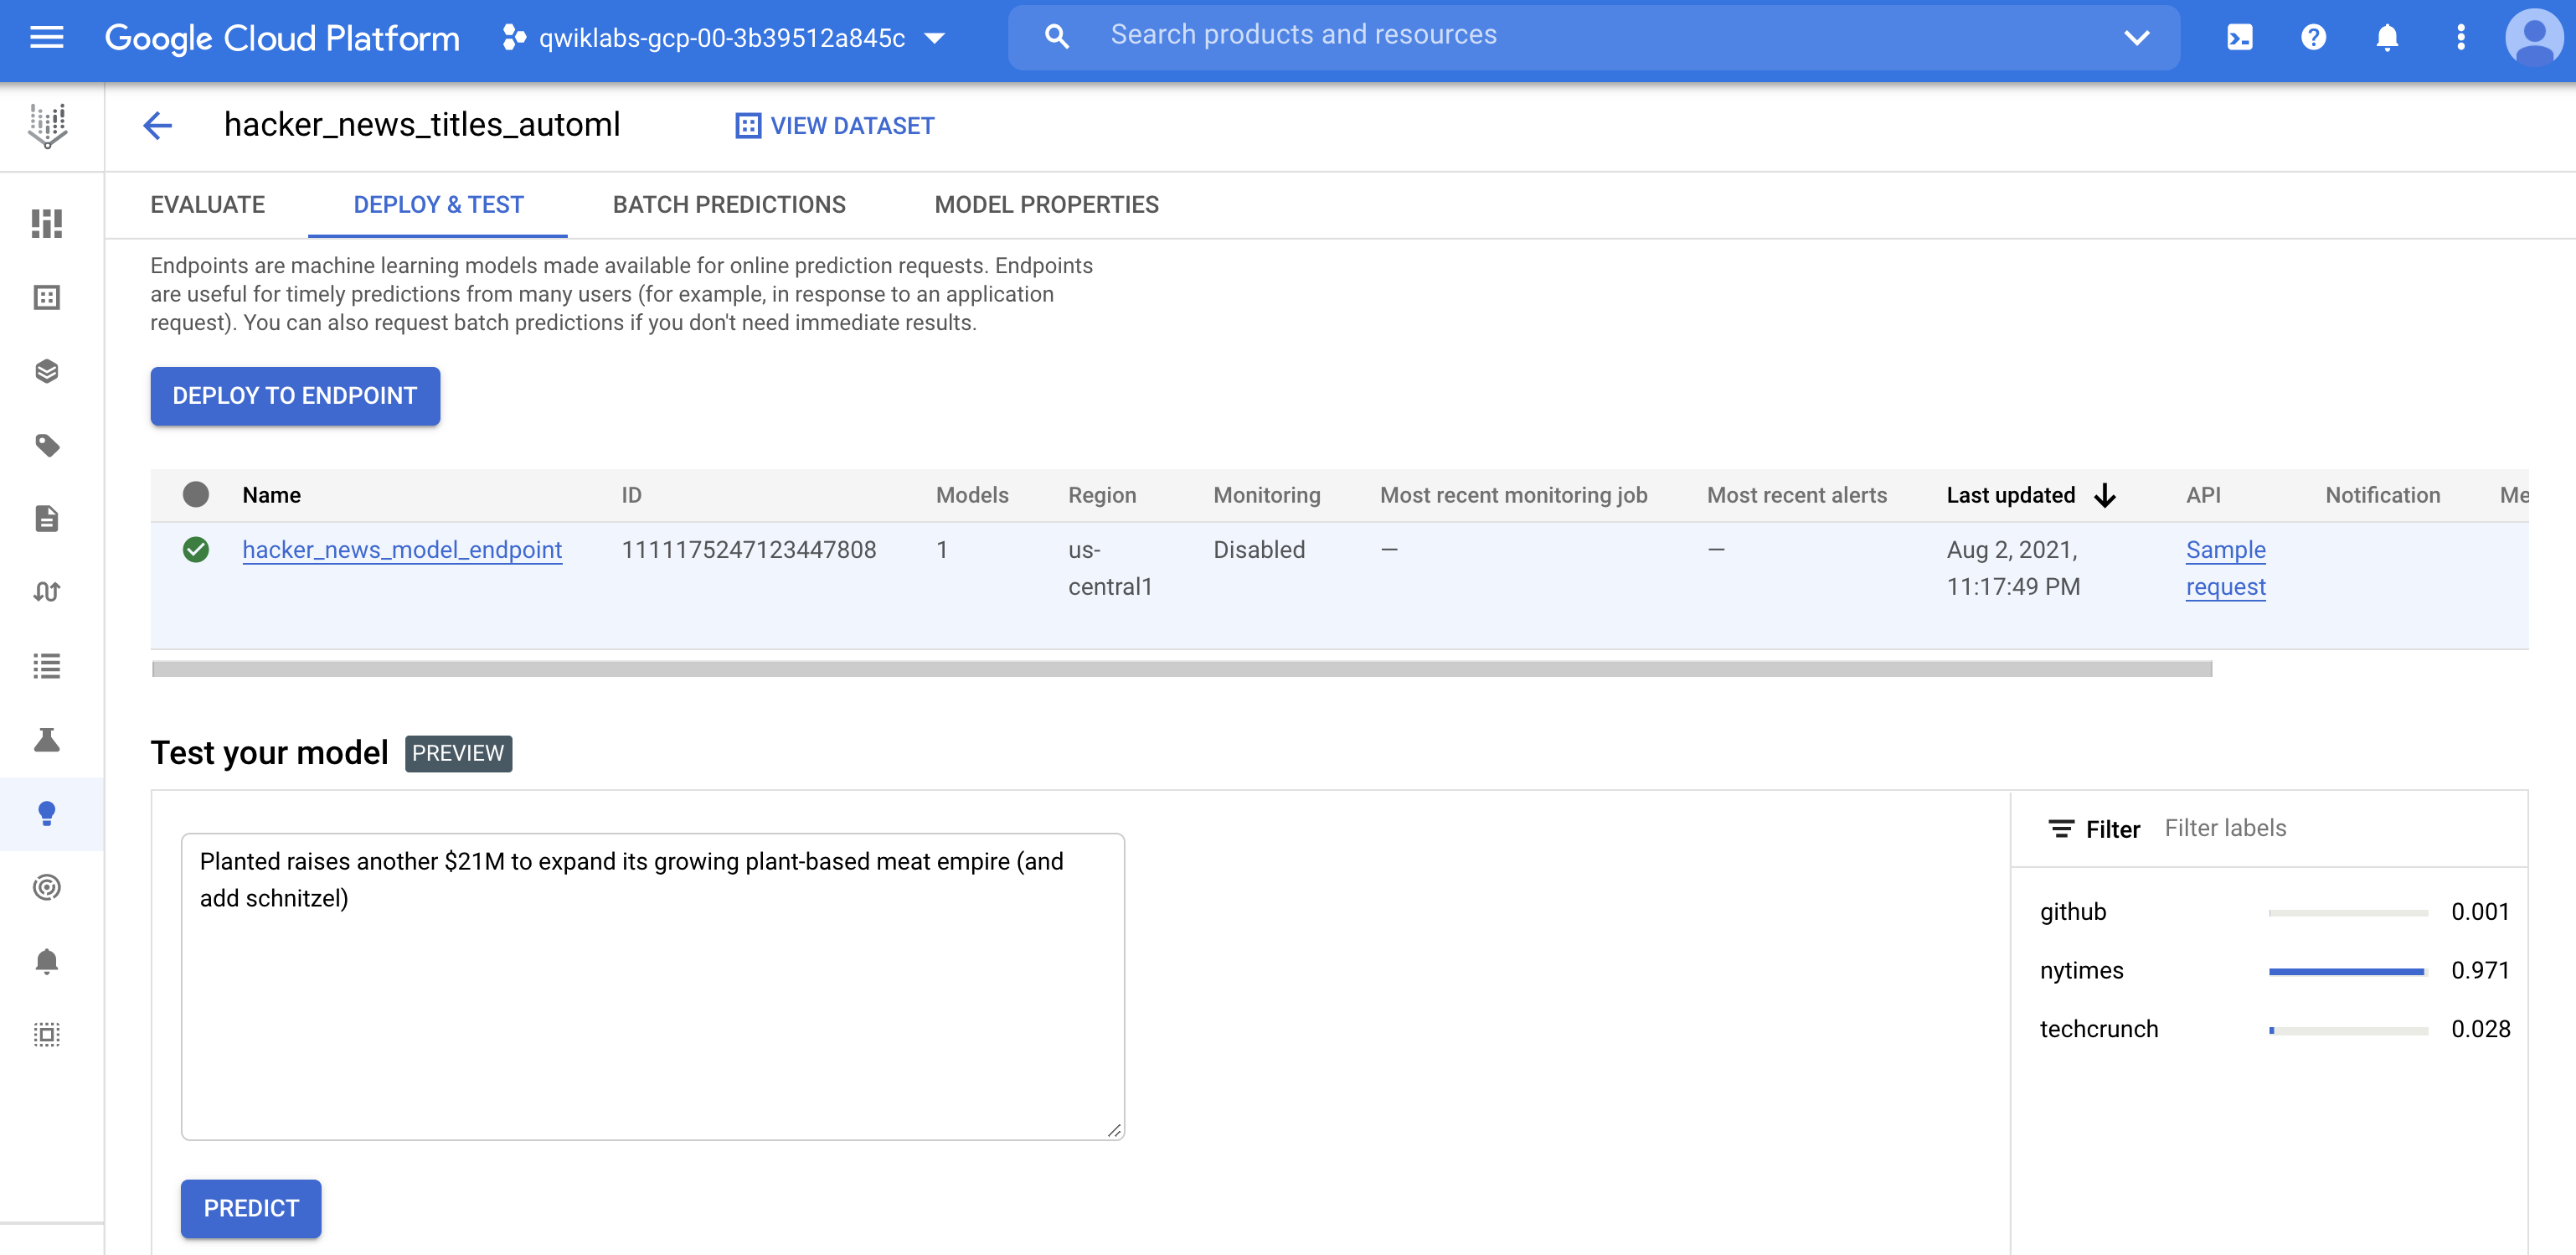 Google Cloud Platform
qwiklabs-gcp-00-3b39512a845c
Search products and resources
hacker_news_titles_automl
VIEW DATASET
EVALUATE
DEPLOY & TEST
BATCH PREDICTIONS
MODEL PROPERTIES
Endpoints are machine learning models made available for online prediction requests. Endpoints
are useful for timely predictions from many users (for example, in response to an application
request). You can also request batch predictions if you don't need immediate results.
DEPLOY TO ENDPOINT
Name ID Models Region Monitoring Most recent monitoring job Most recent alerts Last updated API Notification Me
hacker_news_model_endpoint 1111175247123447808 1 us- Disabled — — Aug 2, 2021, Sample
central1 11:17:49 PM request
Test your model PREVIEW
Planted raises another $21M to expand its growing plant-based meat empire (and
add schnitzel)
PREDICT
Filter Filter labels
github 0.001
nytimes 0.971
techcrunch 0.028